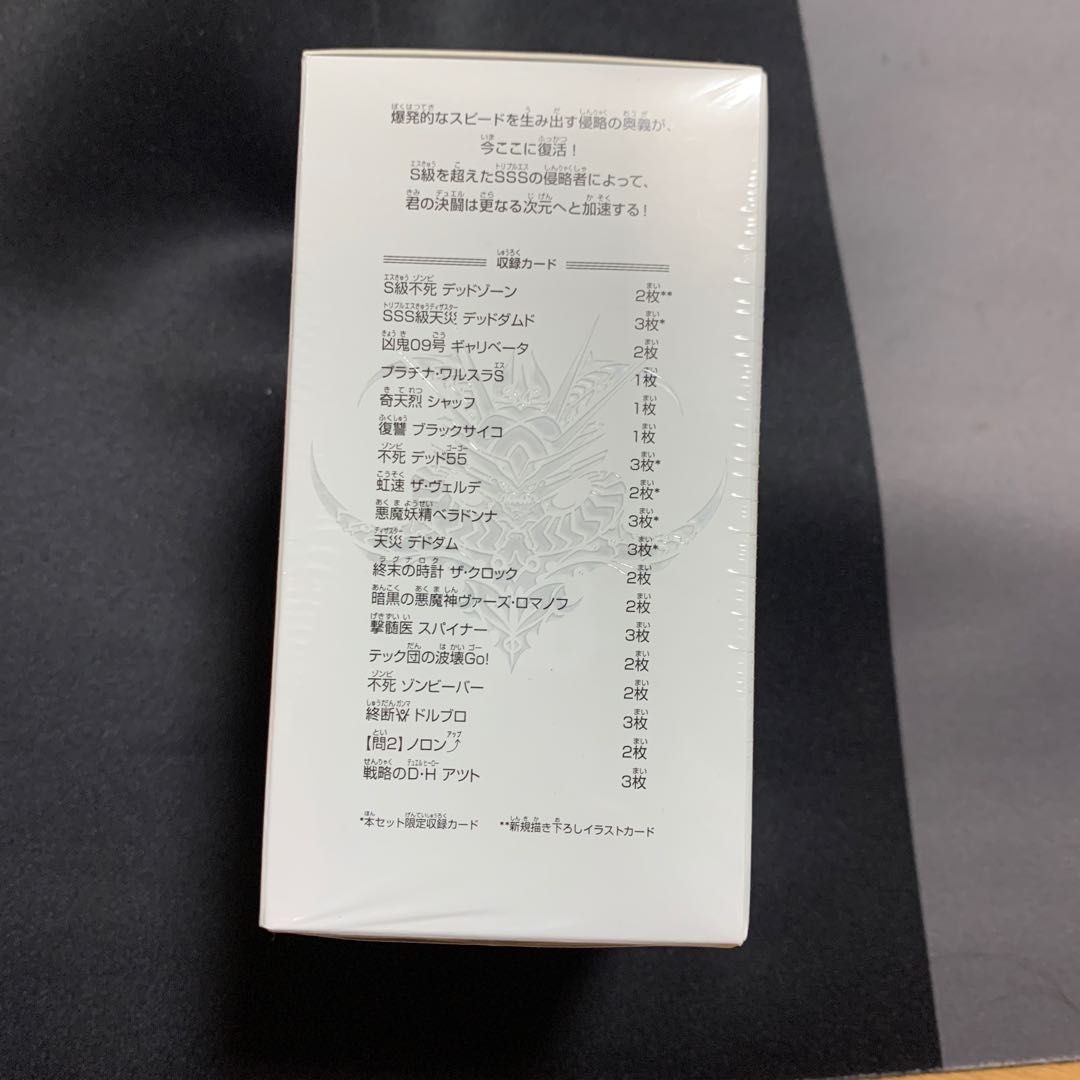 爆発的なスピードを生み出す侵略の奥義が、
今ここに復活！
S級を超えたSSSの侵略者によって、
君の決闘は更なる次元へと加速する！
収録カード
S級不死 デッドゾーン 2枚**
SSS級天災 デッドダムド 3枚*
凶鬼09号 ギャリベータ 2枚
プラチナ・ワルスラS 1枚
奇天烈 シャッフ 1枚
復讐 ブラックサイコ 1枚
不死 デッド55 3枚*
虹速 ザ・ヴェルデ 2枚*
悪魔妖精ベラドンナ 3枚*
天災 デドダム 3枚*
終末の時計 ザ・クロック 2枚
暗黒の悪魔神ヴァーズ・ロマノフ 2枚
撃髄医 スパイナー 3枚
テック団の波壊Go! 2枚
不死 ゾンビーバー 2枚
終断γ ドルブロ 3枚
【問2】ノロン⤴ 2枚
戦略のD・H アツト 3枚
*本セット限定収録カード **新規描き下ろしイラストカード